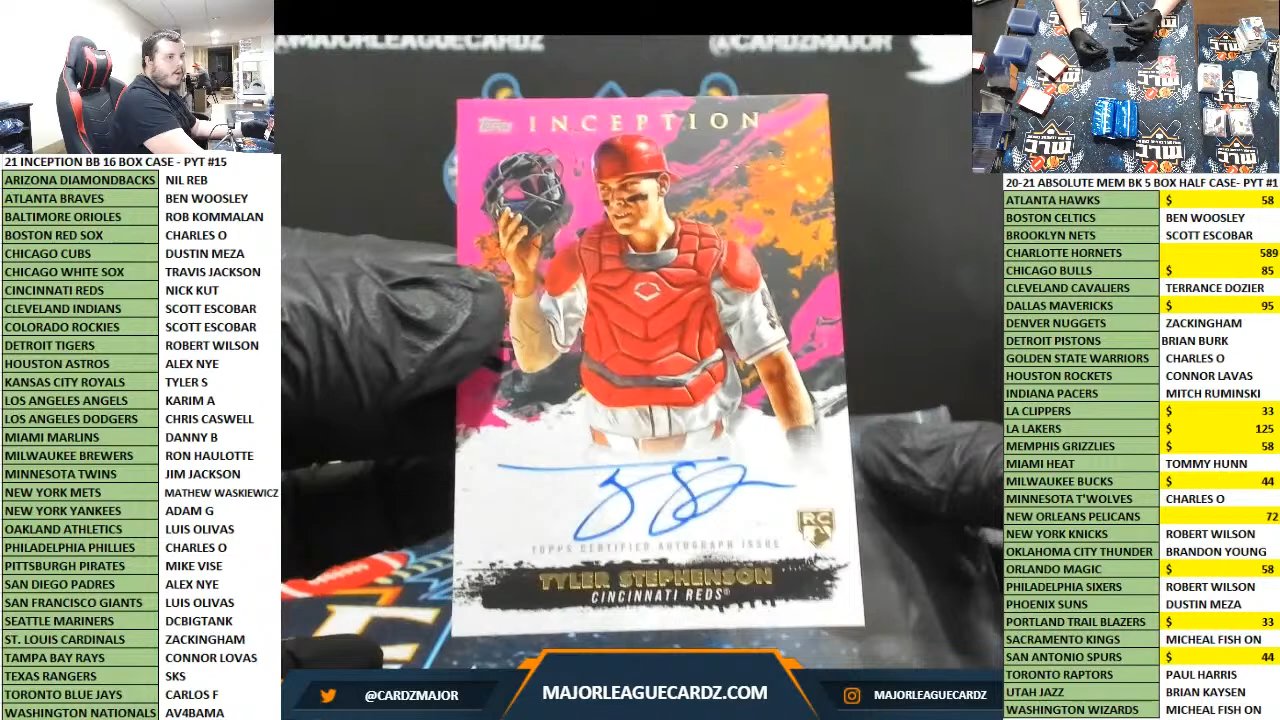 @MAJORLEAGUECARDZ
@CARDZMAJOR
21 INCEPTION BB 16 BOX CASE - PYT #15
ARIZONA DIAMONDBACKS NIL REB
ATLANTA BRAVES BEN WOOSLEY
BALTIMORE ORIOLES ROB KOMMALAN
BOSTON RED SOX CHARLES O
CHICAGO CUBS DUSTIN MEZA
CHICAGO WHITE SOX TRAVIS JACKSON
CINCINNATI REDS NICK KUT
CLEVELAND INDIANS SCOTT ESCOBAR
COLORADO ROCKIES SCOTT ESCOBAR
DETROIT TIGERS ROBERT WILSON
HOUSTON ASTROS ALEX NYE
KANSAS CITY ROYALS TYLER S
LOS ANGELES ANGELS KARIM A
LOS ANGELES DODGERS CHRIS CASWELL
MIAMI MARLINS DANNY B
MILWAUKEE BREWERS RON HAULOTTE
MINNESOTA TWINS JIM JACKSON
NEW YORK METS MATHEW WASKIEWICZ
NEW YORK YANKEES ADAM G
OAKLAND ATHLETICS LUIS OLIVAS
PHILADELPHIA PHILLIES CHARLES O
PITTSBURGH PIRATES MIKE VISE
SAN DIEGO PADRES ALEX NYE
SAN FRANCISCO GIANTS LUIS OLIVAS
SEATTLE MARINERS DCBIGTANK
ST. LOUIS CARDINALS ZACKINGHAM
TAMPA BAY RAYS CONNOR LOVAS
TEXAS RANGERS SKS
TORONTO BLUE JAYS CARLOS F
WASHINGTON NATIONALS AV4BAMA
Topps INCEPTION
RC
TOPPS CERTIFIED AUTOGRAPH ISSUE
TYLER STEPHENSON
CINCINNATI REDS®
@CARDZMAJOR
MAJORLEAGUECARDZ.COM
MAJORLEAGUECARDZ
20-21 ABSOLUTE MEM BK 5 BOX HALF CASE- PYT #1
ATLANTA HAWKS $ 58
BOSTON CELTICS BEN WOOSLEY
BROOKLYN NETS SCOTT ESCOBAR
CHARLOTTE HORNETS 589
CHICAGO BULLS $ 85
CLEVELAND CAVALIERS TERRANCE DOZIER
DALLAS MAVERICKS $ 95
DENVER NUGGETS ZACKINGHAM
DETROIT PISTONS BRIAN BURK
GOLDEN STATE WARRIORS CHARLES O
HOUSTON ROCKETS CONNOR LAVAS
INDIANA PACERS MITCH RUMINSKI
LA CLIPPERS $ 33
LA LAKERS $ 125
MEMPHIS GRIZZLIES $ 58
MIAMI HEAT TOMMY HUNN
MILWAUKEE BUCKS $ 44
MINNESOTA T'WOLVES CHARLES O
NEW ORLEANS PELICANS 72
NEW YORK KNICKS ROBERT WILSON
OKLAHOMA CITY THUNDER BRANDON YOUNG
ORLANDO MAGIC $ 58
PHILADELPHIA SIXERS ROBERT WILSON
PHOENIX SUNS DUSTIN MEZA
PORTLAND TRAIL BLAZERS $ 33
SACRAMENTO KINGS MICHEAL FISH ON
SAN ANTONIO SPURS $ 44
TORONTO RAPTORS PAUL HARRIS
UTAH JAZZ BRIAN KAYSEN
WASHINGTON WIZARDS MICHEAL FISH ON